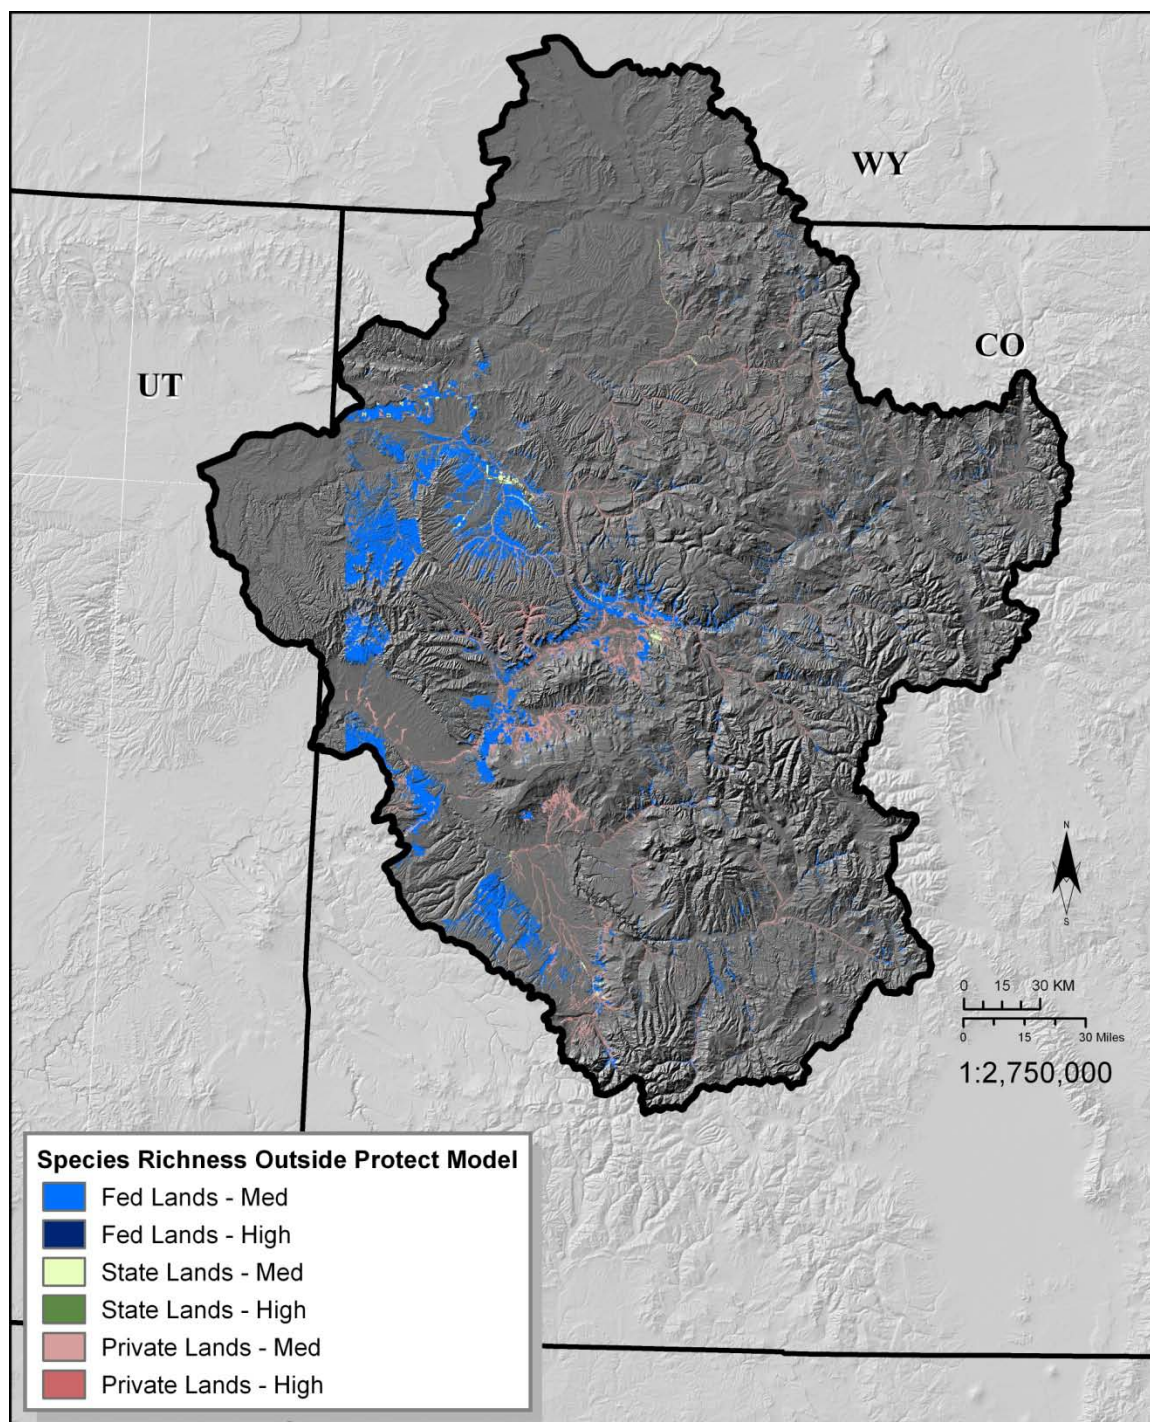 WY
CO
UT
N
S
0 15 30 KM
0 15 30 Miles
1:2,750,000
Species Richness Outside Protect Model
Fed Lands - Med
Fed Lands - High
State Lands - Med
State Lands - High
Private Lands - Med
Private Lands - High